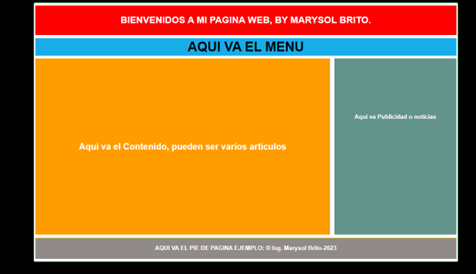 BIENVENIDOS A MI PAGINA WEB, BY MARYSOL BRITO.
AQUI VA EL MENU
Aqui va el Contenido, pueden ser varios articulos
Aqui va Publicidad o noticias
AQUI VA EL PIE DE PAGINA EJEMPLO: © Ing. Marysol Brito-2023